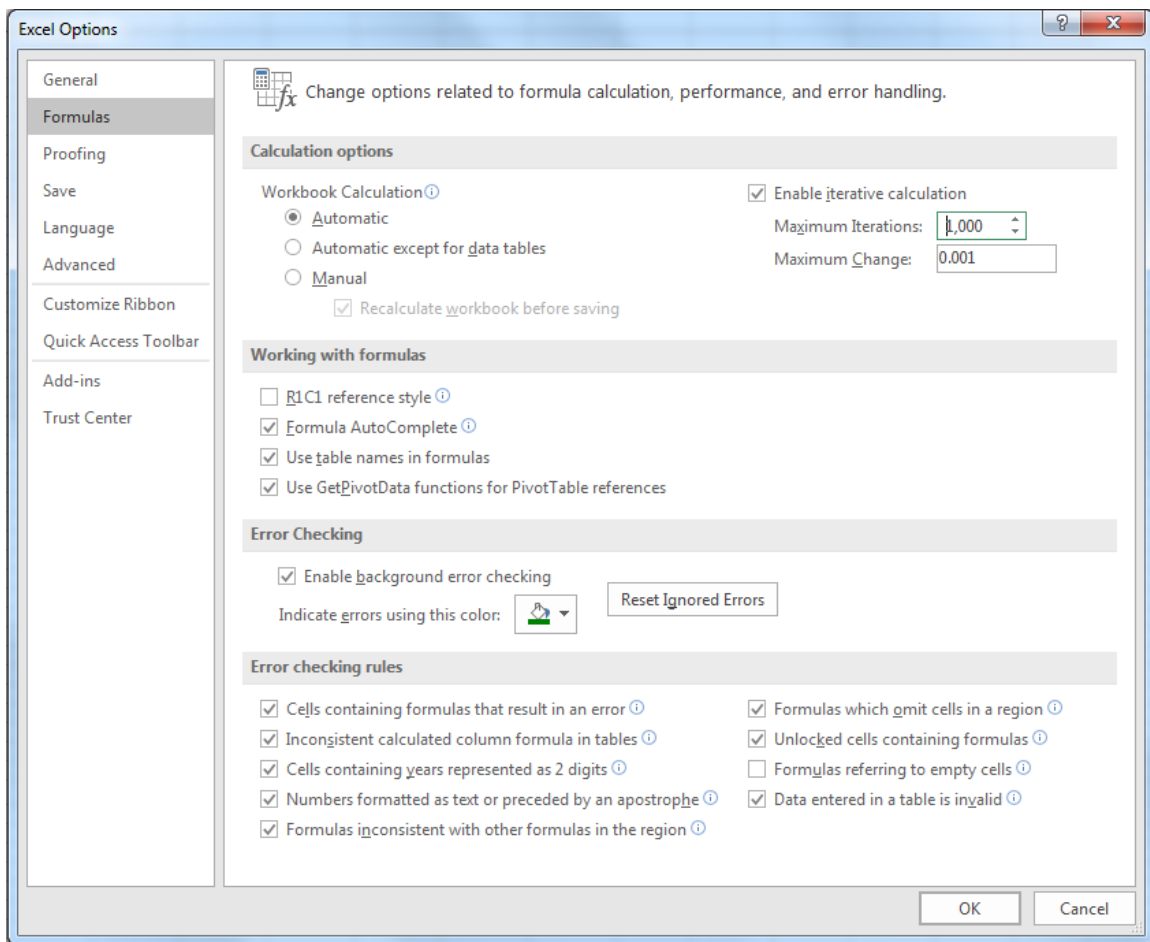 Excel Options
General
Formulas
Proofing
Save
Language
Advanced
Customize Ribbon
Quick Access Toolbar
Add-ins
Trust Center
Change options related to formula calculation, performance, and error handling.
Calculation options
Workbook Calculation
Automatic
Automatic except for data tables
Manual
Recalculate workbook before saving
Enable iterative calculation
Maximum Iterations: 1,000
Maximum Change: 0.001
Working with formulas
R1C1 reference style
Formula AutoComplete
Use table names in formulas
Use GetPivotData functions for PivotTable references
Error Checking
Enable background error checking
Indicate errors using this color:
Reset Ignored Errors
Error checking rules
Cells containing formulas that result in an error
Inconsistent calculated column formula in tables
Cells containing years represented as 2 digits
Numbers formatted as text or preceded by an apostrophe
Formulas inconsistent with other formulas in the region
Formulas which omit cells in a region
Unlocked cells containing formulas
Formulas referring to empty cells
Data entered in a table is invalid
OK
Cancel